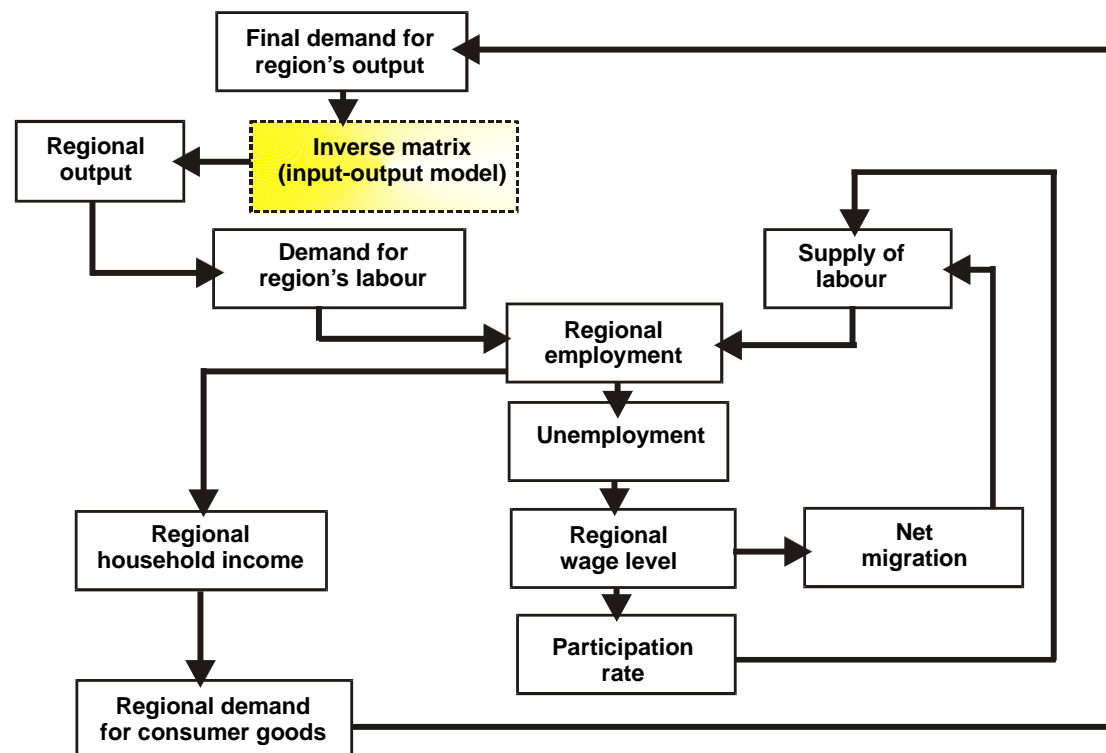 Final demand for
region's output
Inverse matrix
(input-output model)
Regional
output
Demand for
region's labour
Supply of
labour
Regional
employment
Unemployment
Regional
household income
Regional
wage level
Net
migration
Participation
rate
Regional demand
for consumer goods